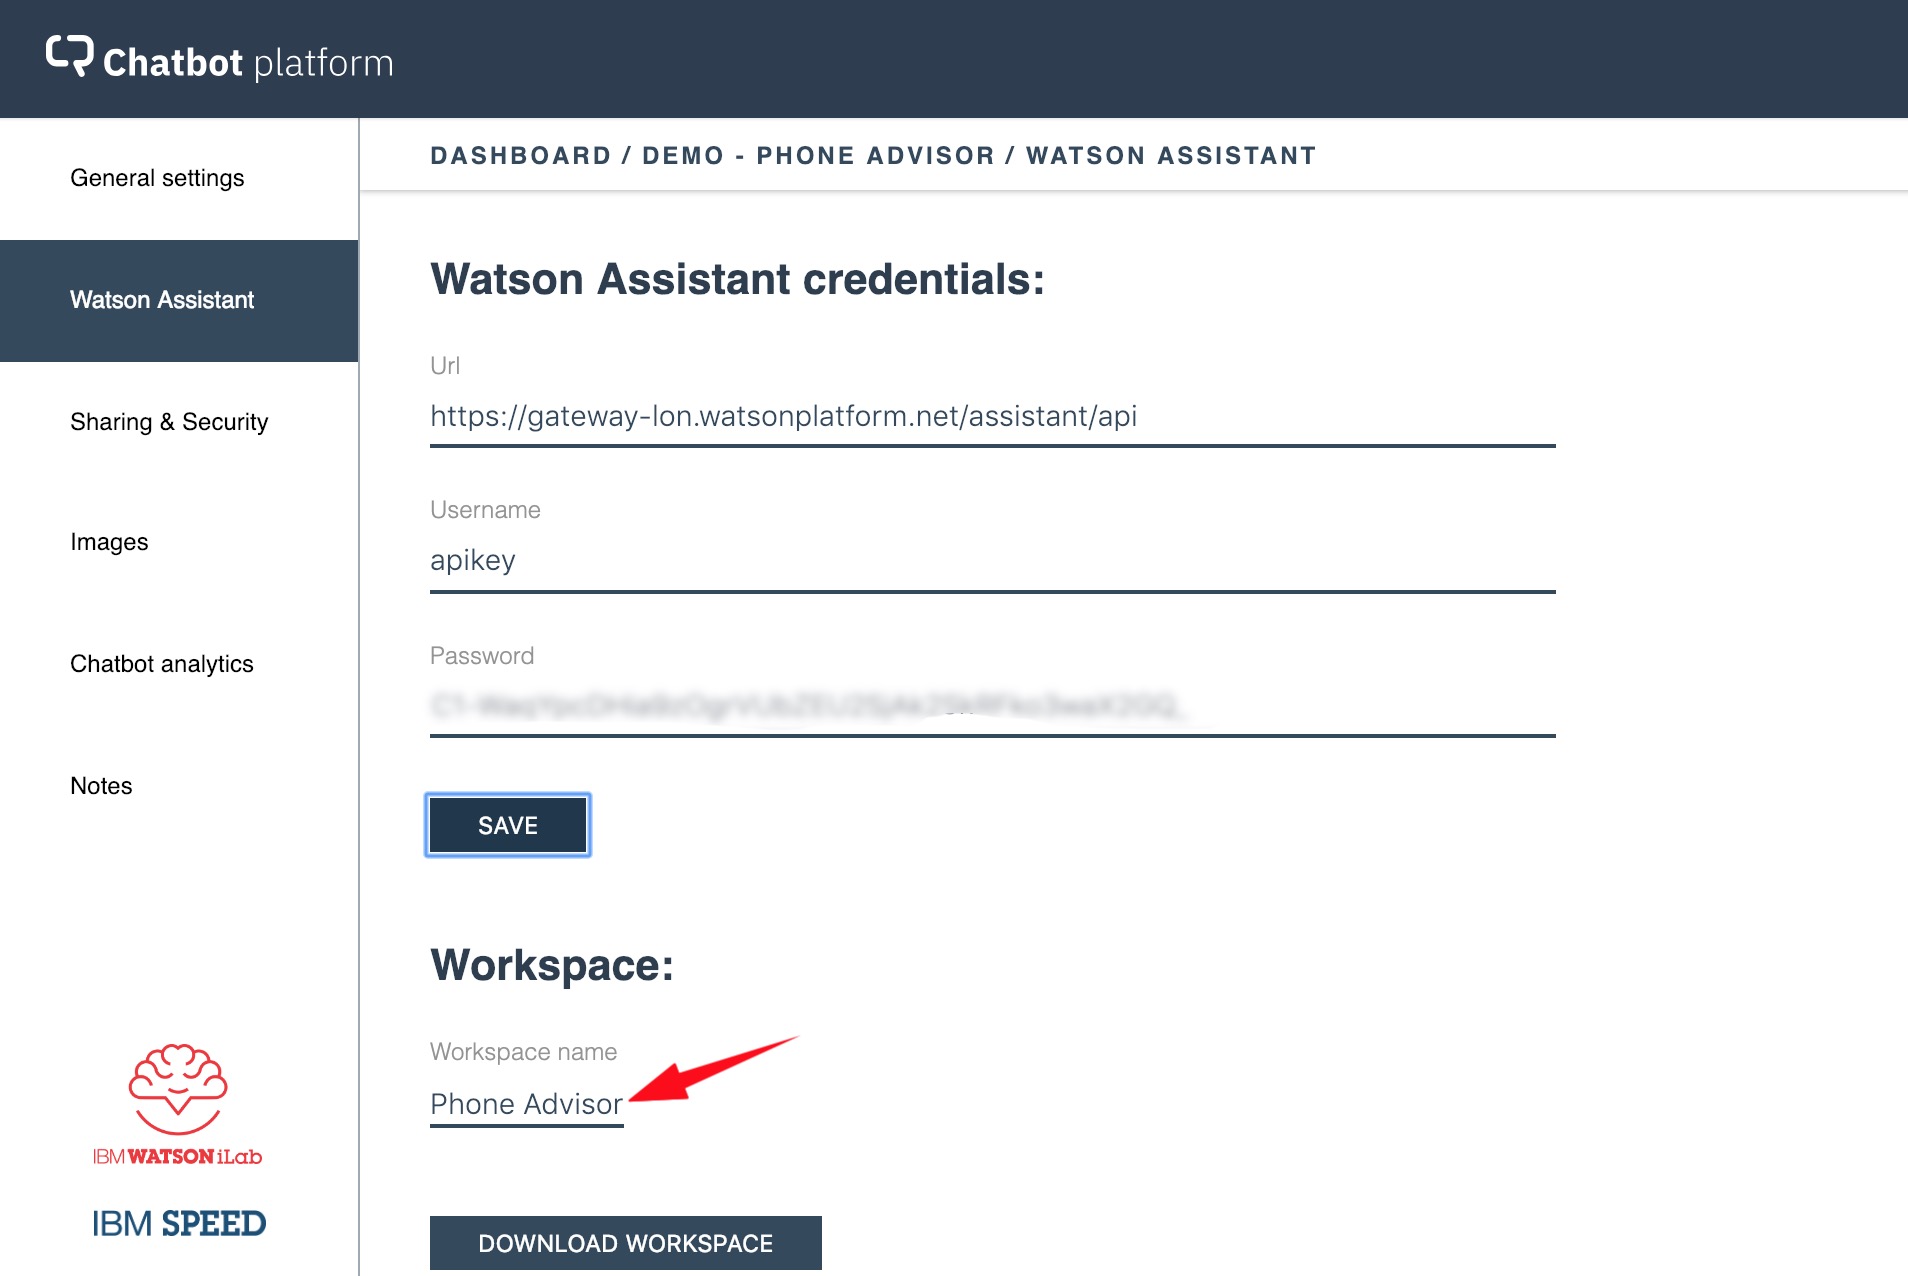 Chatbot platform
General settings
Watson Assistant
Sharing & Security
Images
Chatbot analytics
Notes
IBM WATSON iLab
IBM SPEED
DASHBOARD / DEMO - PHONE ADVISOR / WATSON ASSISTANT
Watson Assistant credentials:
Url
https://gateway-lon.watsonplatform.net/assistant/api
Username
apikey
Password
SAVE
Workspace:
Workspace name
Phone Advisor
DOWNLOAD WORKSPACE